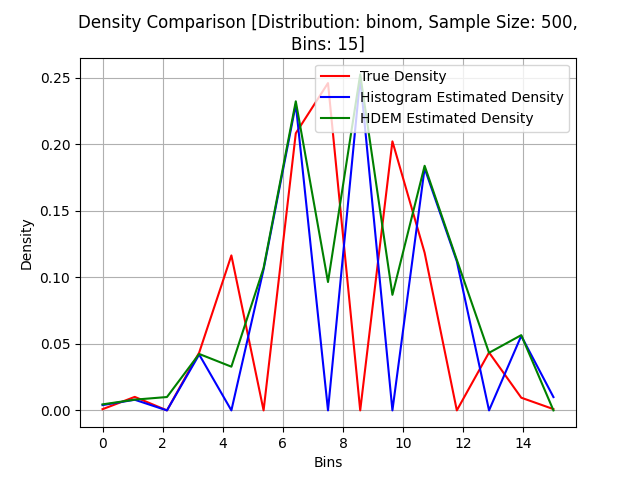 Density Comparison [Distribution: binom, Sample Size: 500,
Bins: 15]
True Density
Histogram Estimated Density
HDEM Estimated Density
0.25
0.20
0.15
0.10
0.05
0.00
Density
0 2 4 6 8 10 12 14
Bins